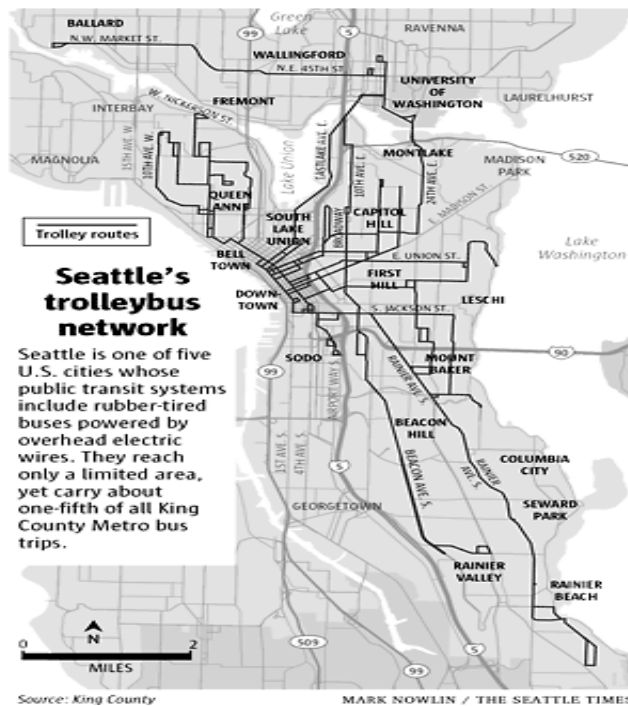 BALLARD
N.W. MARKET ST.
99
Green
Lake
5
RAVENNA
WALLINGFORD
N.E. 45TH ST.
UNIVERSITY
OF
WASHINGTON
LAURELHURST
INTERBAY
W. NICKERSON ST.
FREMONT
15TH AVE. W.
10TH AVE. W.
MAGNOLIA
Lake Union
EASTLAKE AVE. E.
10TH AVE. E.
MONTLAKE
24TH AVE. E.
520
MADISON
PARK
QUEEN
ANNE
SOUTH
LAKE
UNION
BROADWAY
CAPITOL
HILL
E. MADISON ST.
Trolley routes
BELL
TOWN
E. UNION ST.
Lake
Washington
FIRST
HILL
LESCHI
DOWN-
TOWN
S. JACKSON ST.
Seattle's
trolleybus
network
SODO
90
MOUNT
BAKER
RAINIER AVE. S.
99
AIRPORT WAY S.
Seattle is one of five
U.S. cities whose
public transit systems
include rubber-tired
buses powered by
overhead electric
wires. They reach
only a limited area,
yet carry about
one-fifth of all King
County Metro bus
trips.
BEACON
HILL
1ST AVE. S.
4TH AVE. S.
BEACON AVE. S.
RAINIER
AVE. S.
COLUMBIA
CITY
5
SEWARD
PARK
GEORGETOWN
RAINIER
VALLEY
RAINIER
BEACH
N
0 2
MILES
509
5
99
Source: King County
MARK NOWLIN / THE SEATTLE TIMES